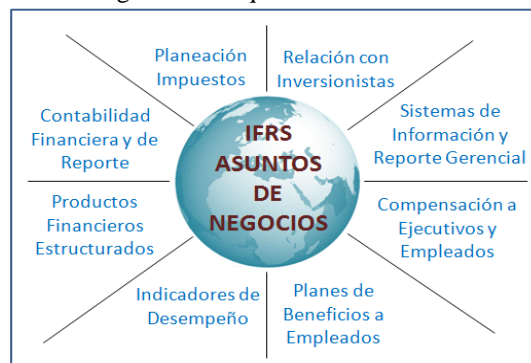 Planeación
Impuestos
Relación con
Inversionistas
Contabilidad
Financiera y de
Reporte
Sistemas de
Información y
Reporte Gerencial
IFRS
ASUNTOS
DE
NEGOCIOS
Productos
Financieros
Estructurados
Compensación a
Ejecutivos y
Empleados
Indicadores de
Desempeño
Planes de
Beneficios a
Empleados